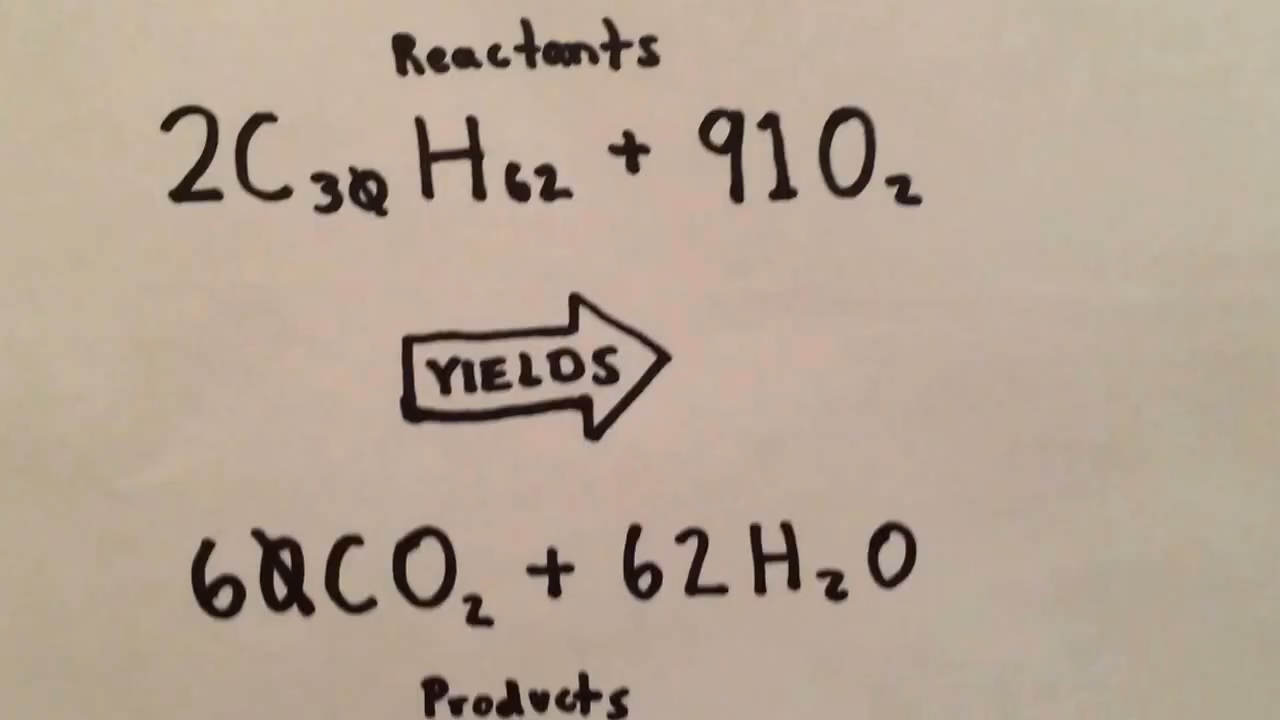 Reactants
2C₃₀H₆₂ + 91O₂
YIELDS
60CO₂ + 62H₂O
Products